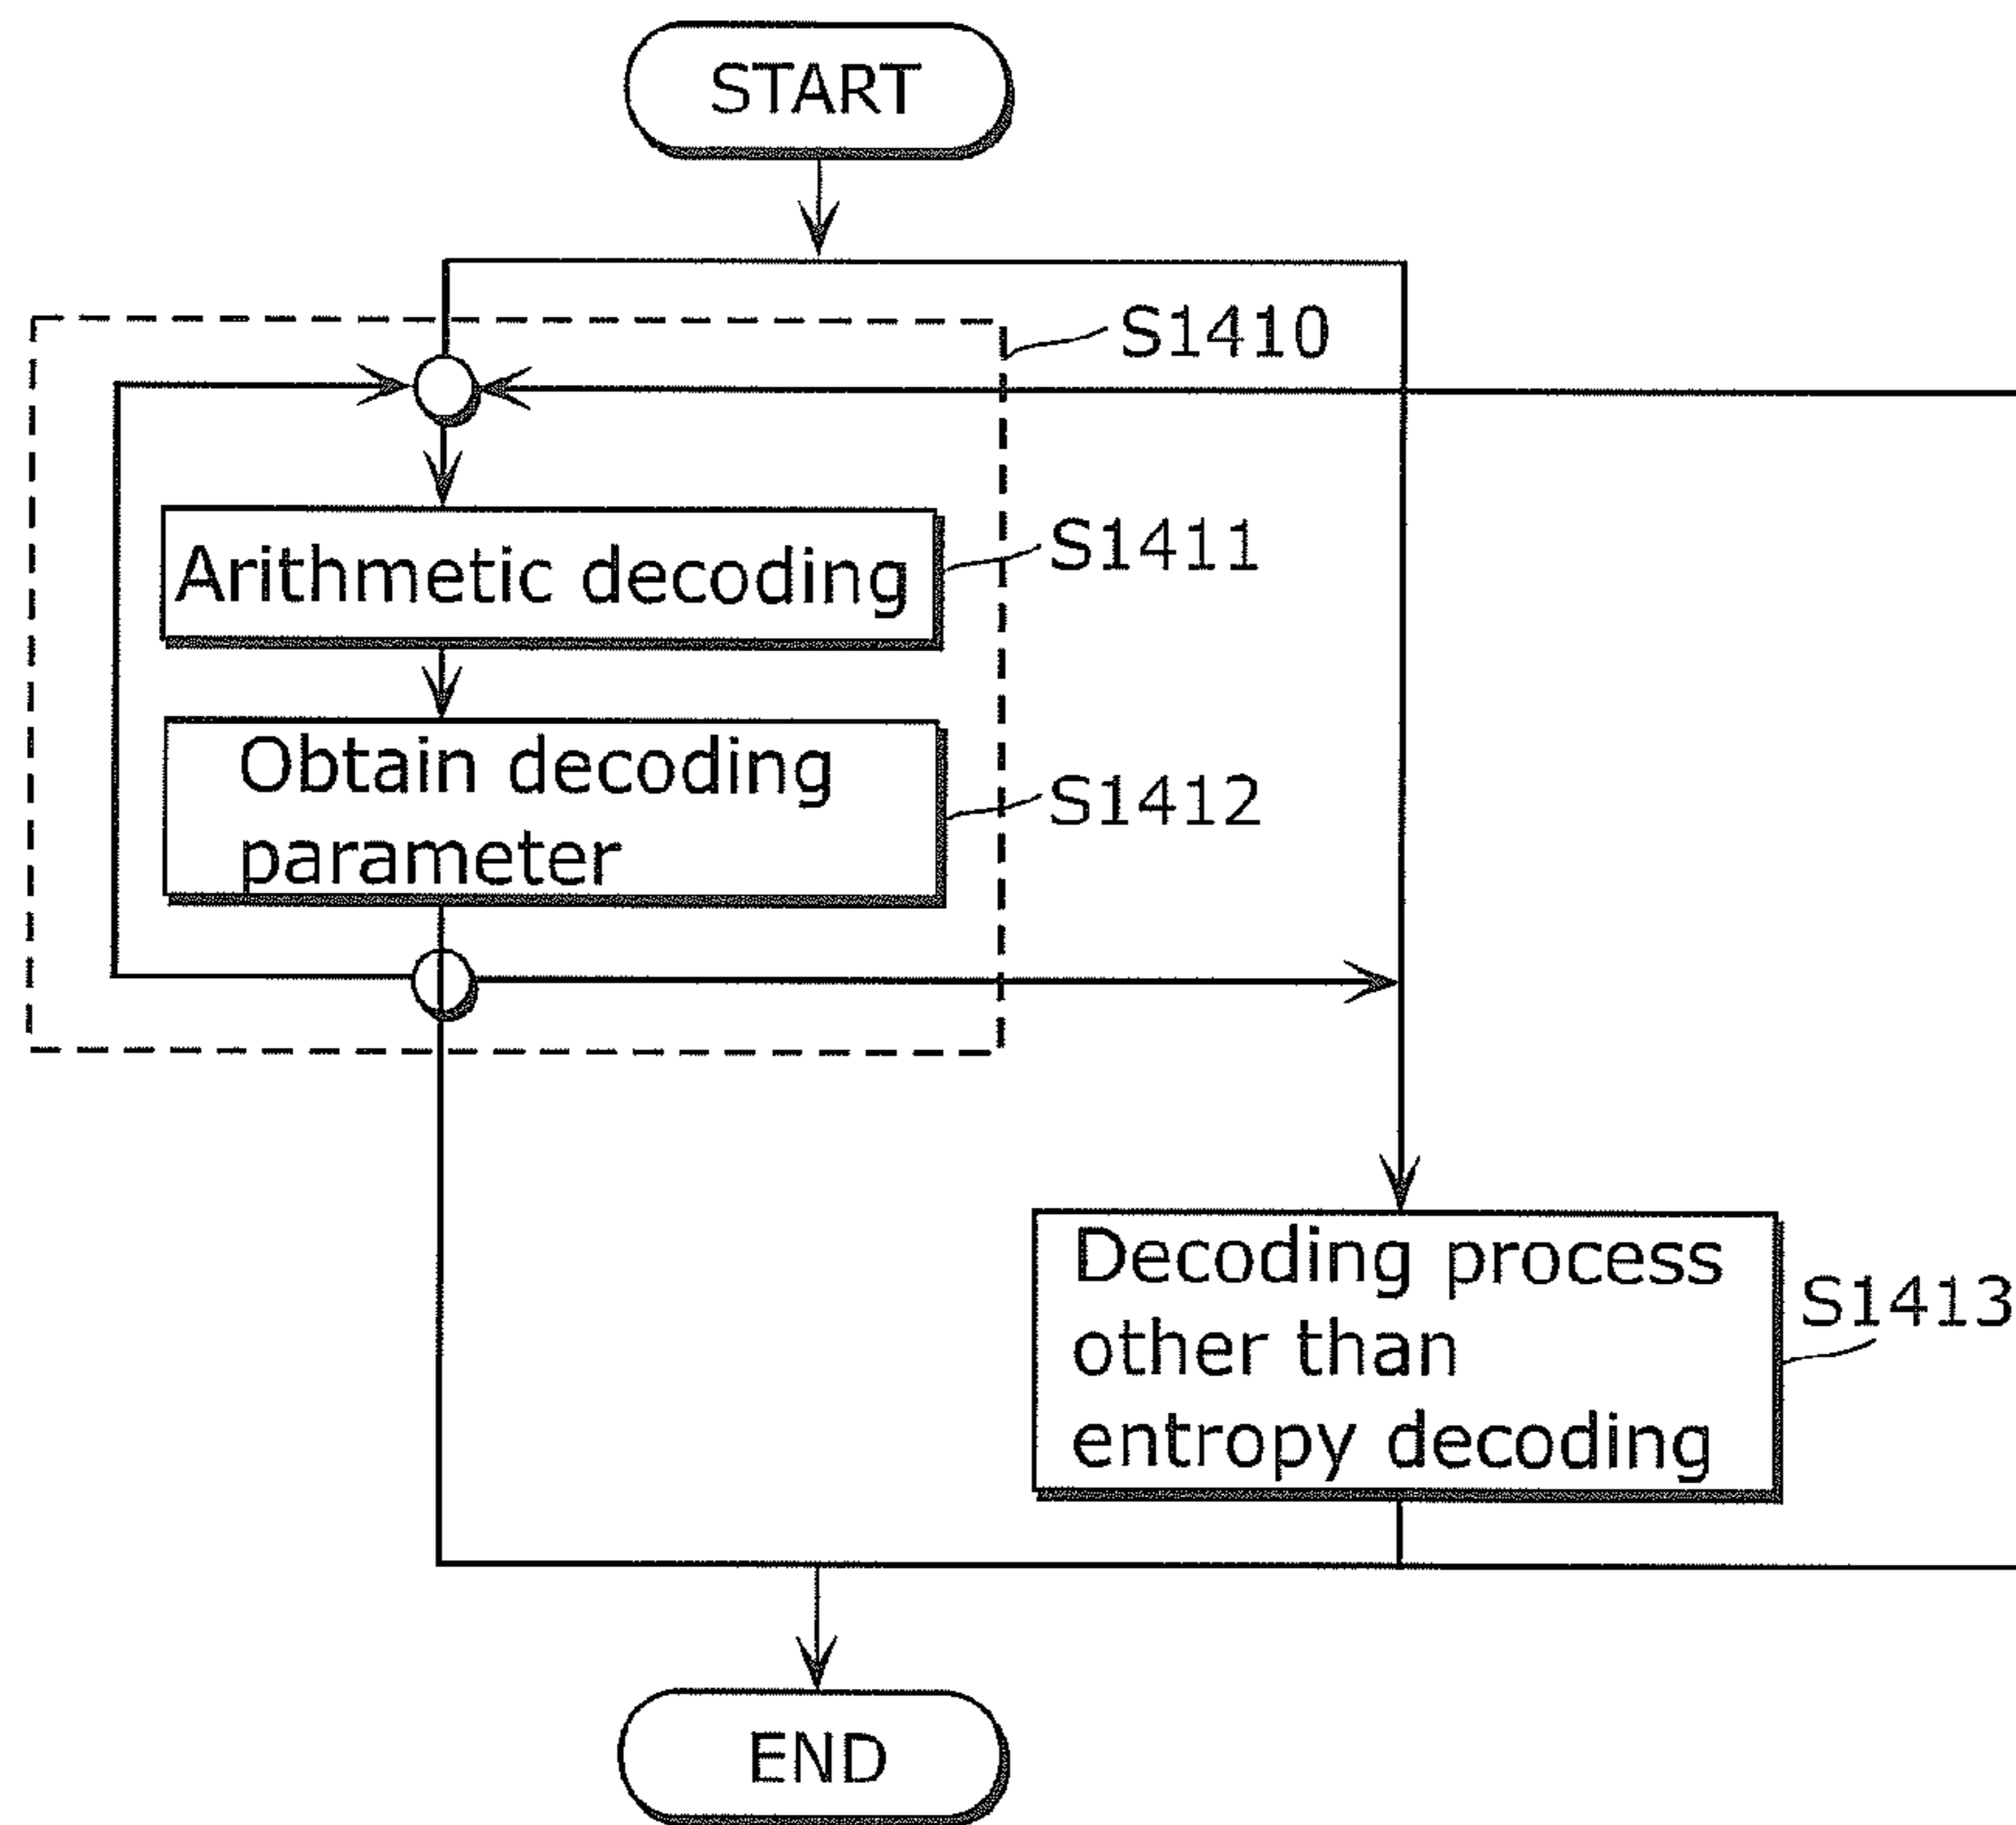 START
S1410
Arithmetic decoding
S1411
Obtain decoding
parameter
S1412
Decoding process
other than
entropy decoding
S1413
END